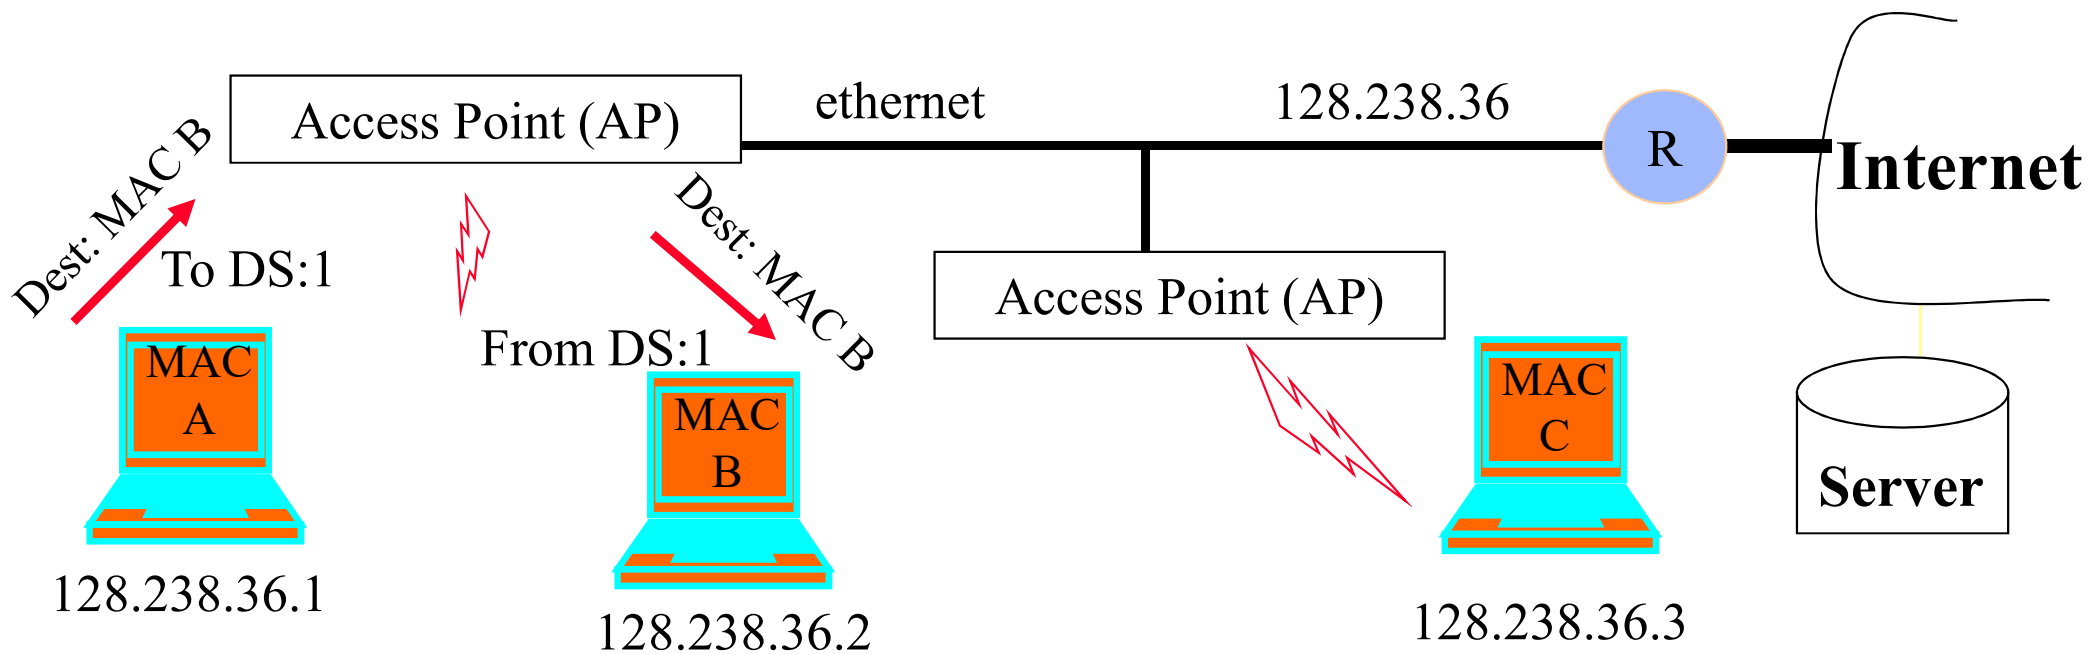 Access Point (AP)
ethernet
128.238.36
R
Internet
Dest: MAC B
To DS:1
Dest: MAC B
From DS:1
Access Point (AP)
MAC
A
MAC
B
MAC
C
Server
128.238.36.1
128.238.36.2
128.238.36.3